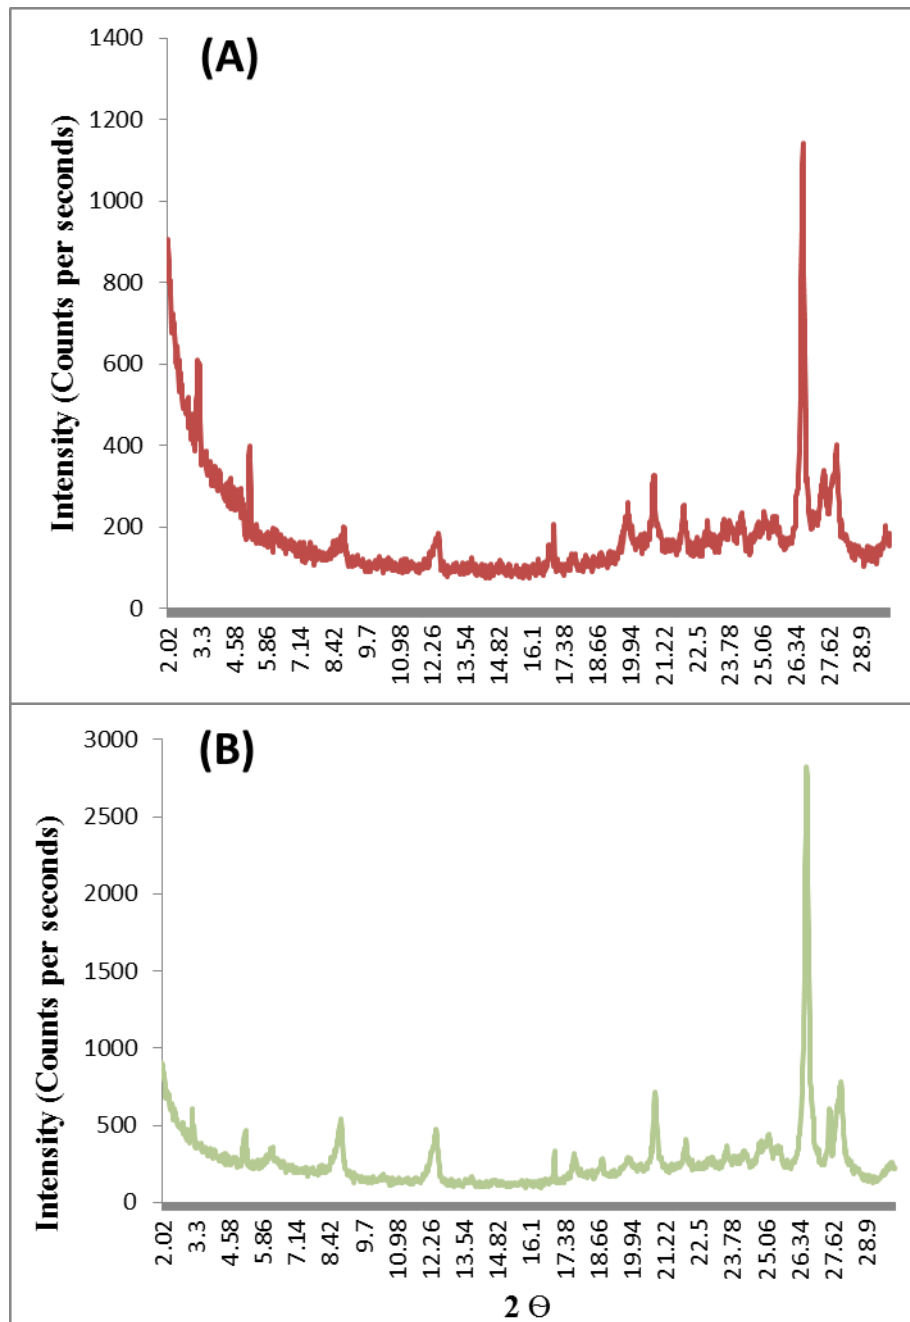 (A)
Intensity (Counts per seconds)
1400
1200
1000
800
600
400
200
0
2.02 3.3 4.58 5.86 7.14 8.42 9.7 10.98 12.26 13.54 14.82 16.1 17.38 18.66 19.94 21.22 22.5 23.78 25.06 26.34 27.62 28.9
(B)
Intensity (Counts per seconds)
3000
2500
2000
1500
1000
500
0
2.02 3.3 4.58 5.86 7.14 8.42 9.7 10.98 12.26 13.54 14.82 16.1 17.38 18.66 19.94 21.22 22.5 23.78 25.06 26.34 27.62 28.9
2 Θ